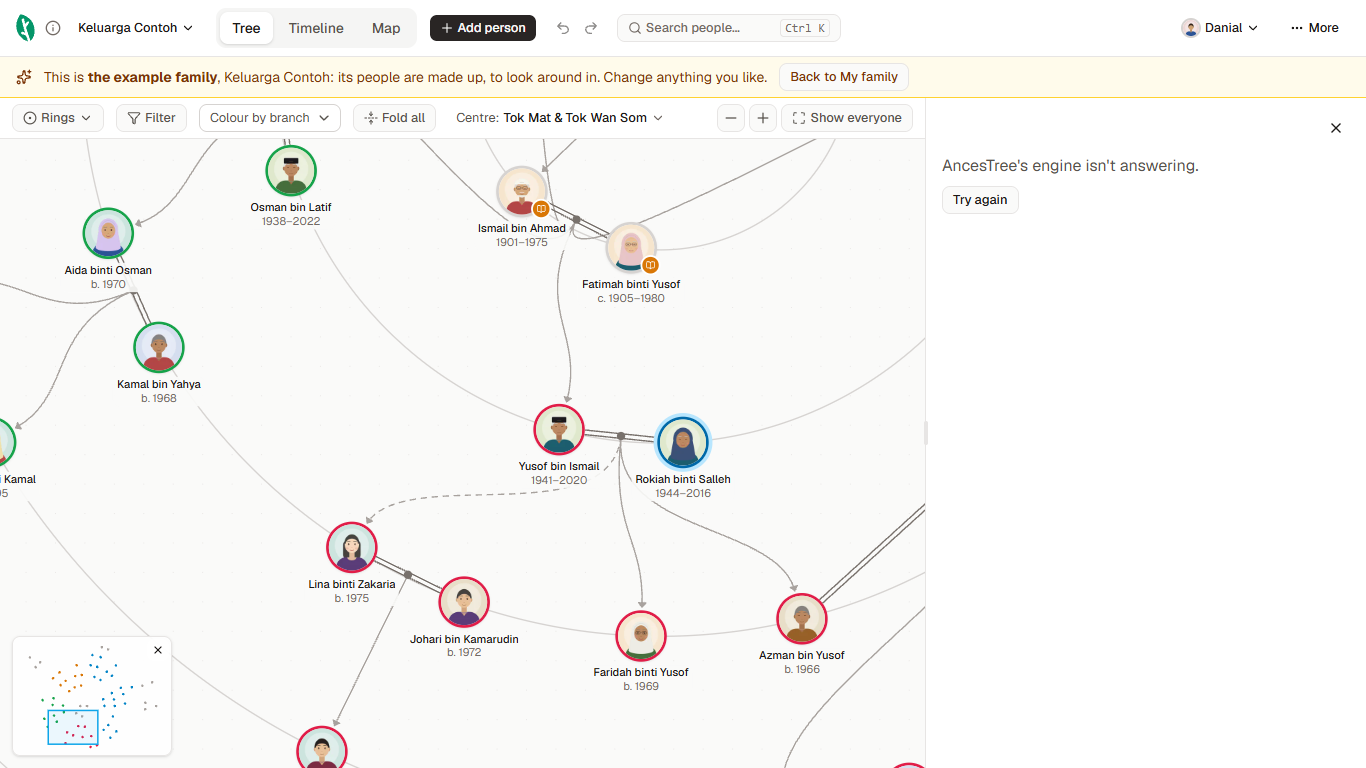 Keluarga Contoh
Tree
Timeline
Map
Add person
Search people...
Ctrl K
Danial
More
This is the example family, Keluarga Contoh: its people are made up, to look around in. Change anything you like.
Back to My family
Rings
Filter
Colour by branch
Fold all
Centre: Tok Mat & Tok Wan Som
Show everyone
AncesTree's engine isn't answering.
Try again
Osman bin Latif
1938–2022
Ismail bin Ahmad
1901–1975
Aida binti Osman
b. 1970
Fatimah binti Yusof
c. 1905–1980
Kamal bin Yahya
b. 1968
Yusof bin Ismail
1941–2020
Rokiah binti Salleh
1944–2016
i Kamal
95
Lina binti Zakaria
b. 1975
Johari bin Kamarudin
b. 1972
Faridah binti Yusof
b. 1969
Azman bin Yusof
b. 1966